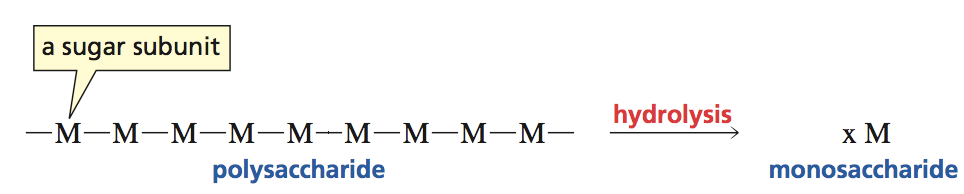 a sugar subunit
—M—M—M—M—M—M—M—M—M—
hydrolysis
x M
polysaccharide
monosaccharide